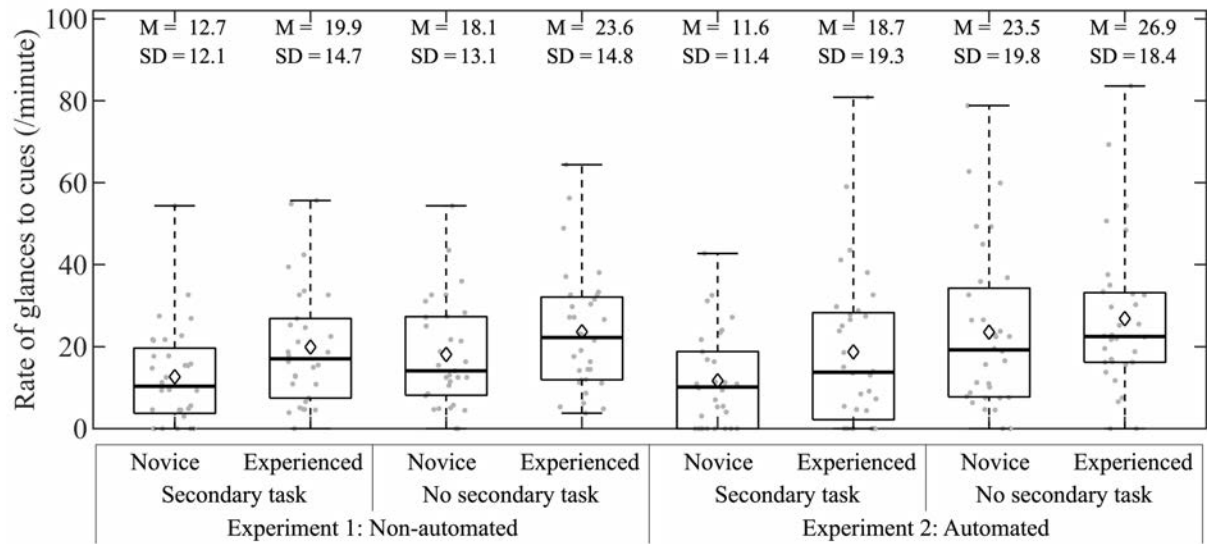 100
M = 12.7 M = 19.9 M = 18.1 M = 23.6 M = 11.6 M = 18.7 M = 23.5 M = 26.9
SD = 12.1 SD = 14.7 SD = 13.1 SD = 14.8 SD = 11.4 SD = 19.3 SD = 19.8 SD = 18.4
80
60
40
20
0
Rate of glances to cues (/minute)
Novice Experienced Novice Experienced Novice Experienced Novice Experienced
Secondary task No secondary task Secondary task No secondary task
Experiment 1: Non-automated Experiment 2: Automated